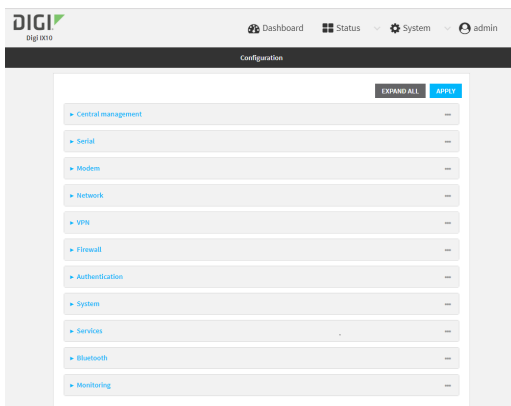 DIGI
Digi IX10
Dashboard Status System admin
Configuration
EXPAND ALL APPLY
Central management
Serial
Modem
Network
VPN
Firewall
Authentication
System
Services
Bluetooth
Monitoring